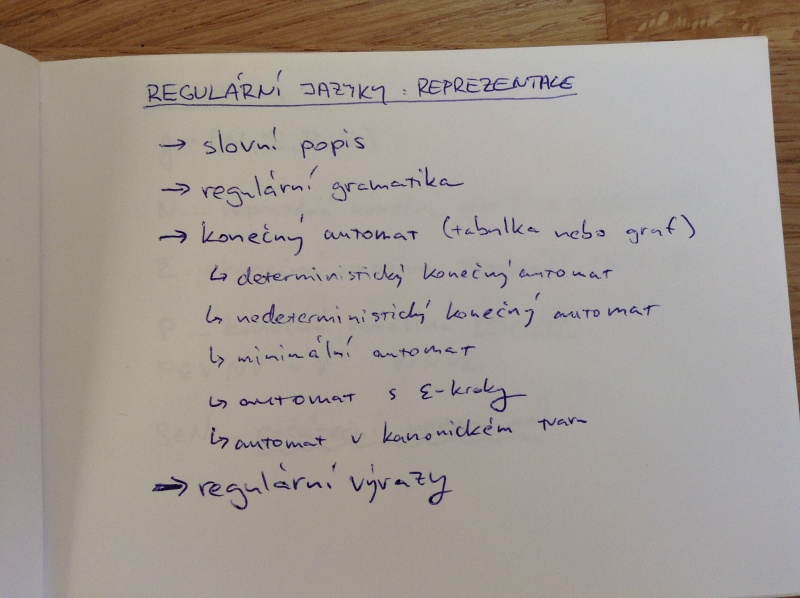 REGULÁRNÍ JAZYKY : REPREZENTACE
→ slovní popis
→ regulární gramatika
→ konečný automat (tabulka nebo graf)
↳ deterministický konečný automat
↳ nedeterministický konečný automat
↳ minimální automat
↳ automat s ε-kroky
↳ automat v kanonickém tvaru
→ regulární výrazy